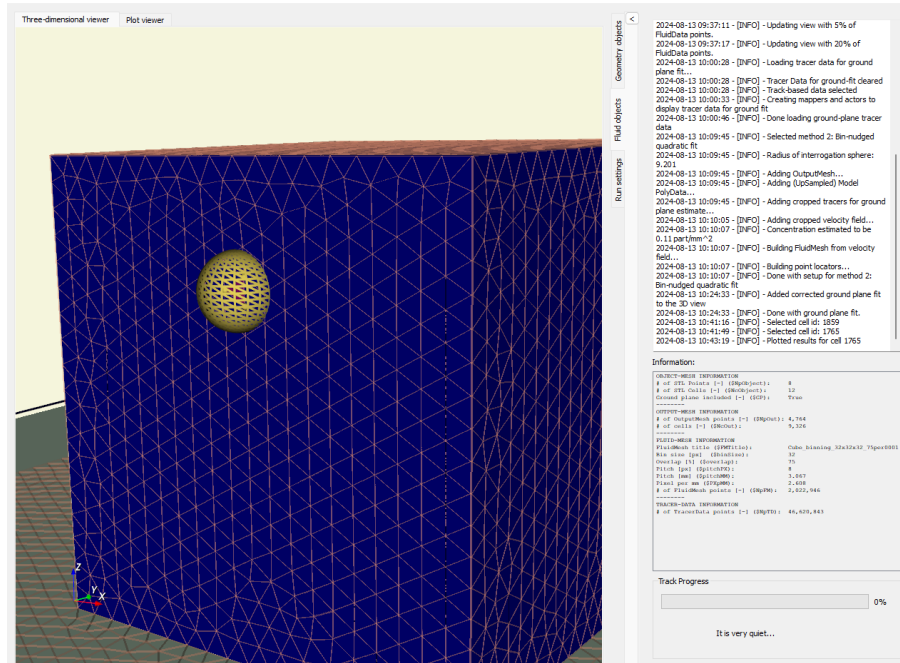 Three-dimensional viewer
Plot viewer
<
Geometry objects
Fluid objects
Run settings
Z
Y
X
2024-08-13 09:37:11 - [INFO] - Updating view with 5% of
FluidData points.
2024-08-13 09:37:17 - [INFO] - Updating view with 20% of
FluidData points.
2024-08-13 10:00:28 - [INFO] - Loading tracer data for ground
plane fit...
2024-08-13 10:00:28 - [INFO] - Tracer Data for ground-fit cleared
2024-08-13 10:00:28 - [INFO] - Track-based data selected
2024-08-13 10:00:33 - [INFO] - Creating mappers and actors to
display tracer data for ground fit
2024-08-13 10:00:46 - [INFO] - Done loading ground-plane tracer
data
2024-08-13 10:09:45 - [INFO] - Selected method 2: Bin-nudged
quadratic fit
2024-08-13 10:09:45 - [INFO] - Radius of interrogation sphere:
9.201
2024-08-13 10:09:45 - [INFO] - Adding OutputMesh...
2024-08-13 10:09:45 - [INFO] - Adding (UpSampled) Model
PolyData...
2024-08-13 10:09:45 - [INFO] - Adding cropped tracers for ground
plane estimate...
2024-08-13 10:10:05 - [INFO] - Adding cropped velocity field...
2024-08-13 10:10:07 - [INFO] - Concentration estimated to be
0.11 part/mm^2
2024-08-13 10:10:07 - [INFO] - Building FluidMesh from velocity
field...
2024-08-13 10:10:07 - [INFO] - Building point locators...
2024-08-13 10:10:07 - [INFO] - Done with setup for method 2:
Bin-nudged quadratic fit
2024-08-13 10:24:33 - [INFO] - Added corrected ground plane fit
to the 3D view
2024-08-13 10:24:33 - [INFO] - Done with ground plane fit.
2024-08-13 10:41:16 - [INFO] - Selected cell id: 1859
2024-08-13 10:41:49 - [INFO] - Selected cell id: 1765
2024-08-13 10:43:19 - [INFO] - Plotted results for cell 1765
Information:
OBJECT-MESH INFORMATION
# of STL Points [-] ($NpObject): 8
# of STL Cells [-] ($NcObject): 12
Ground plane included [-] ($GP): True
--------
OUTPUT-MESH INFORMATION
# of OutputMesh points [-] ($NpOut): 4,764
# of cells [-] ($NcOut): 9,326
--------
FLUID-MESH INFORMATION
FluidMesh title ($FMTitle): Cube_binning_32x32x32_75per0801
Bin size [px] ($binSize): 32
Overlap [%] ($overlap): 75
Pitch [px] ($pitchPX): 8
Pitch [mm] ($pitchMM): 3.067
Pixel per mm ($PXpMM): 2.608
# of FluidMesh points [-] ($NpFM): 2,022,946
--------
TRACER-DATA INFORMATION
# of TracerData points [-] ($NpTD): 46,620,843
Track Progress
0%
It is very quiet...